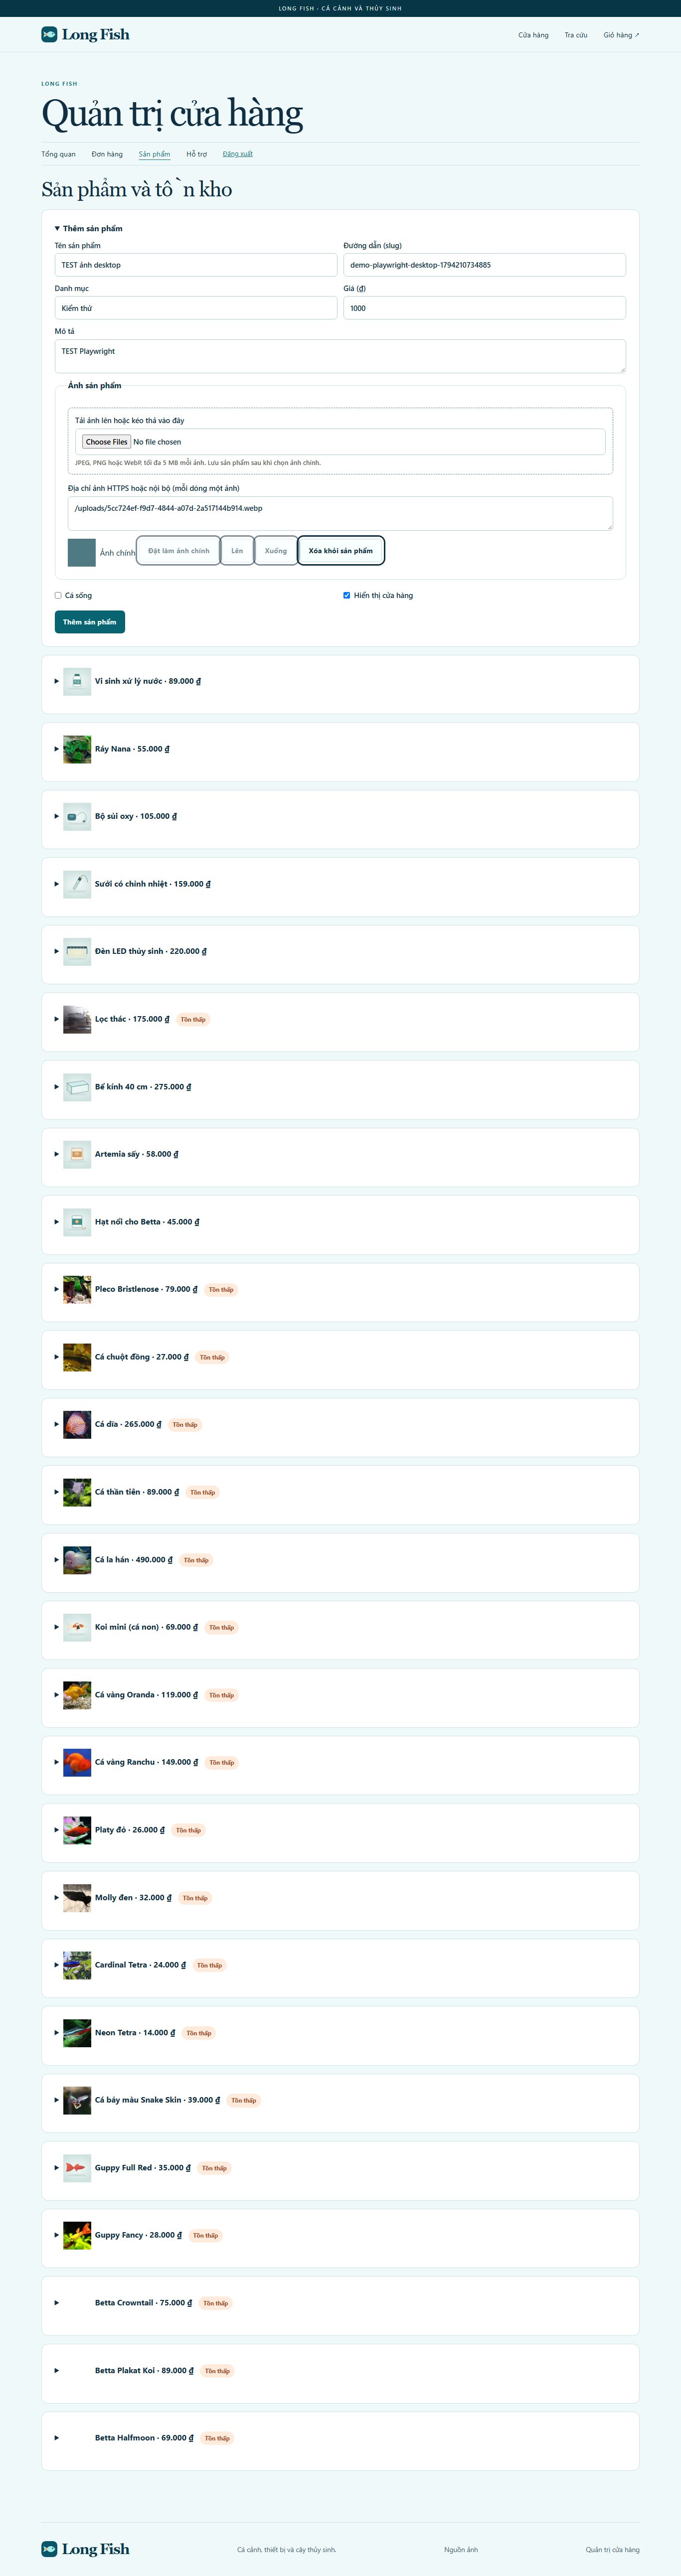 LONG FISH · CÁ CẢNH VÀ THỦY SINH
Long Fish
Cửa hàng
Tra cứu
Giỏ hàng ↗
LONG FISH
Quản trị cửa hàng
Tổng quan
Đơn hàng
Sản phẩm
Hỗ trợ
Đăng xuất
Sản phẩm và tồn kho
▼ Thêm sản phẩm
Tên sản phẩm
Đường dẫn (slug)
TEST ảnh desktop
demo-playwright-desktop-1794210734885
Danh mục
Giá (₫)
Kiểm thử
1000
Mô tả
TEST Playwright
Ảnh sản phẩm
Tải ảnh lên hoặc kéo thả vào đây
Choose Files No file chosen
JPEG, PNG hoặc WebP, tối đa 5 MB mỗi ảnh. Lưu sản phẩm sau khi chọn ảnh chính.
Địa chỉ ảnh HTTPS hoặc nội bộ (mỗi dòng một ảnh)
/uploads/5cc724ef-f9d7-4844-a07d-2a517144b914.webp
Ảnh chính
Đặt làm ảnh chính
Lên
Xuống
Xóa khỏi sản phẩm
Cá sống
Hiển thị cửa hàng
Thêm sản phẩm
Vi sinh xử lý nước · 89.000 ₫
Ráy Nana · 55.000 ₫
Bộ sủi oxy · 105.000 ₫
Sưởi có chỉnh nhiệt · 159.000 ₫
Đèn LED thủy sinh · 220.000 ₫
Lọc thác · 175.000 ₫ Tồn thấp
Bể kính 40 cm · 275.000 ₫
Artemia sấy · 58.000 ₫
Hạt nổi cho Betta · 45.000 ₫
Pleco Bristlenose · 79.000 ₫ Tồn thấp
Cá chuột đồng · 27.000 ₫ Tồn thấp
Cá dĩa · 265.000 ₫ Tồn thấp
Cá thần tiên · 89.000 ₫ Tồn thấp
Cá la hán · 490.000 ₫ Tồn thấp
Koi mini (cá non) · 69.000 ₫ Tồn thấp
Cá vàng Oranda · 119.000 ₫ Tồn thấp
Cá vàng Ranchu · 149.000 ₫ Tồn thấp
Platy đỏ · 26.000 ₫ Tồn thấp
Molly đen · 32.000 ₫ Tồn thấp
Cardinal Tetra · 24.000 ₫ Tồn thấp
Neon Tetra · 14.000 ₫ Tồn thấp
Cá bảy màu Snake Skin · 39.000 ₫ Tồn thấp
Guppy Full Red · 35.000 ₫ Tồn thấp
Guppy Fancy · 28.000 ₫ Tồn thấp
Betta Crowntail · 75.000 ₫ Tồn thấp
Betta Plakat Koi · 89.000 ₫ Tồn thấp
Betta Halfmoon · 69.000 ₫ Tồn thấp
Long Fish
Cá cảnh, thiết bị và cây thủy sinh.
Nguồn ảnh
Quản trị cửa hàng